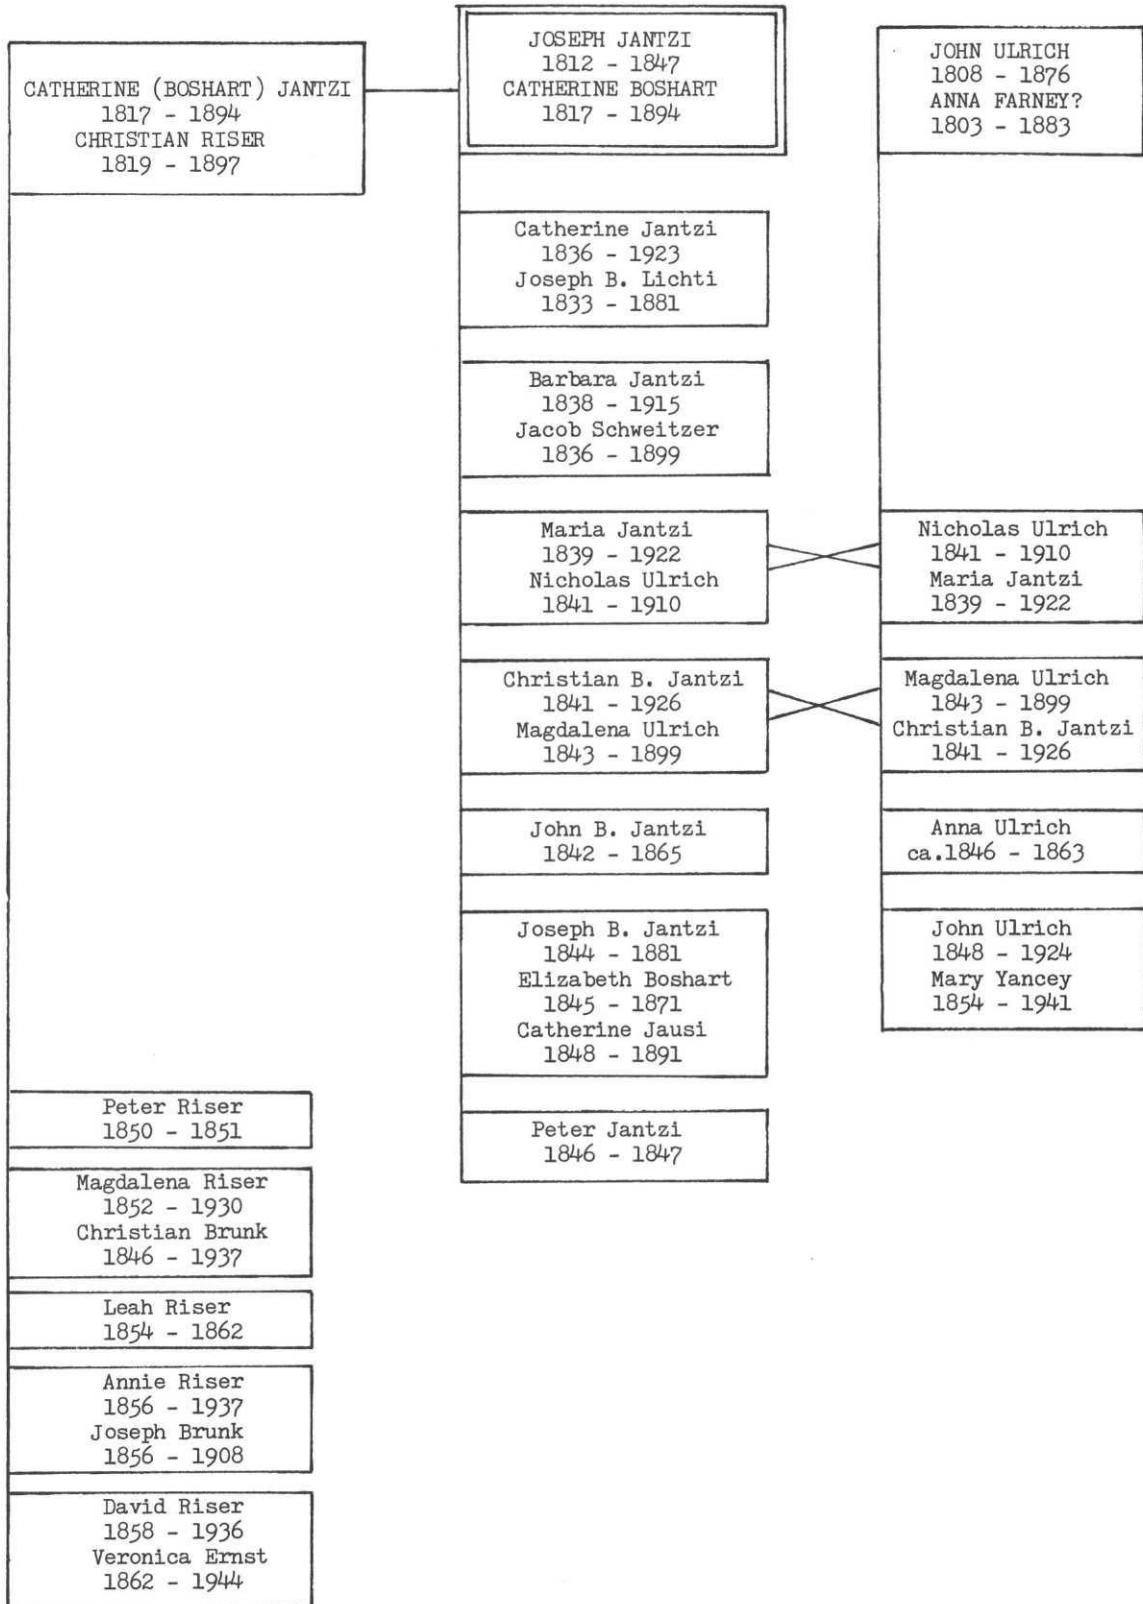 CATHERINE (BOSHART) JANTZI
1817 - 1894
CHRISTIAN RISER
1819 - 1897
Peter Riser
1850 - 1851
Magdalena Riser
1852 - 1930
Christian Brunk
1846 - 1937
Leah Riser
1854 - 1862
Annie Riser
1856 - 1937
Joseph Brunk
1856 - 1908
David Riser
1858 - 1936
Veronica Ernst
1862 - 1944
JOSEPH JANTZI
1812 - 1847
CATHERINE BOSHART
1817 - 1894
Catherine Jantzi
1836 - 1923
Joseph B. Lichti
1833 - 1881
Barbara Jantzi
1838 - 1915
Jacob Schweitzer
1836 - 1899
Maria Jantzi
1839 - 1922
Nicholas Ulrich
1841 - 1910
Christian B. Jantzi
1841 - 1926
Magdalena Ulrich
1843 - 1899
John B. Jantzi
1842 - 1865
Joseph B. Jantzi
1844 - 1881
Elizabeth Boshart
1845 - 1871
Catherine Jausi
1848 - 1891
Peter Jantzi
1846 - 1847
JOHN ULRICH
1808 - 1876
ANNA FARNEY?
1803 - 1883
Nicholas Ulrich
1841 - 1910
Maria Jantzi
1839 - 1922
Magdalena Ulrich
1843 - 1899
Christian B. Jantzi
1841 - 1926
Anna Ulrich
ca.1846 - 1863
John Ulrich
1848 - 1924
Mary Yancey
1854 - 1941